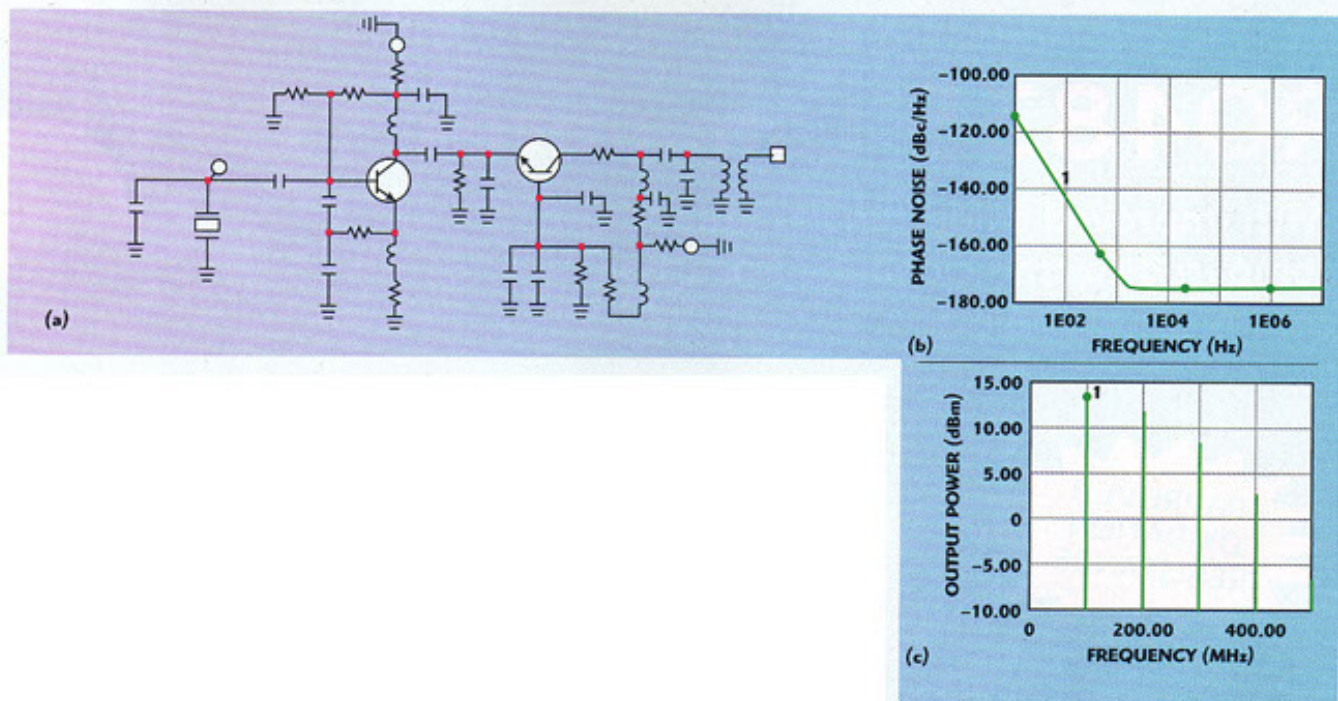 (a)
−100.00
−120.00
−140.00
−160.00
−180.00
PHASE NOISE (dBc/Hz)
1
1E02 1E04 1E06
(b) FREQUENCY (Hz)
15.00
10.00
5.00
0
−5.00
−10.00
OUTPUT POWER (dBm)
1
0 200.00 400.00
(c) FREQUENCY (MHz)